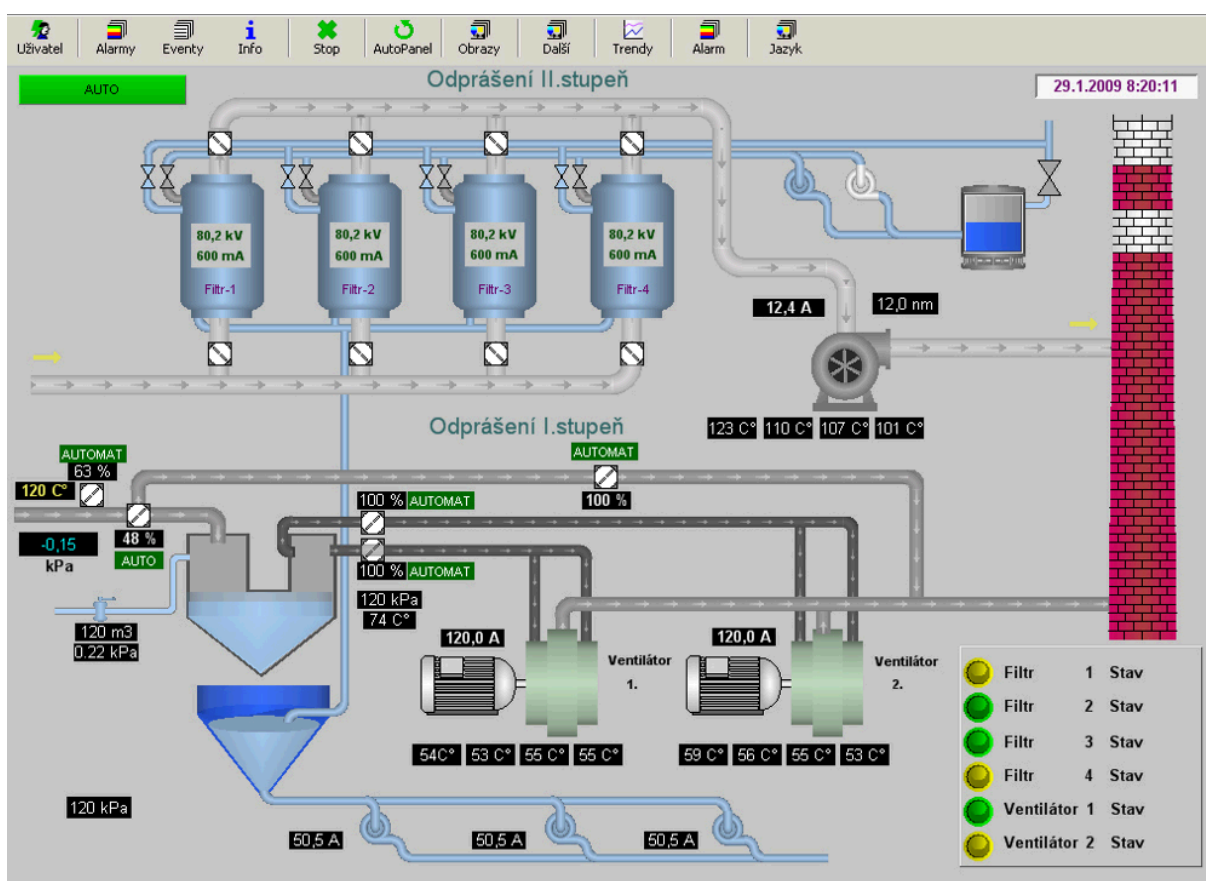 Uživatel Alarmy Eventy Info Stop AutoPanel Obrazy Další Trendy Alarm Jazyk
AUTO
Odprášení II.stupeň
29.1.2009 8:20:11
80,2 kV 80,2 kV 80,2 kV 80,2 kV
600 mA 600 mA 600 mA 600 mA
Filtr-1 Filtr-2 Filtr-3 Filtr-4
12,4 A 12,0 nm
123 C° 110 C° 107 C° 101 C°
Odprášení I.stupeň
AUTOMAT
63 %
120 C°
48 %
AUTO
-0,15
kPa
AUTOMAT
100 %
100 % AUTOMAT
100 % AUTOMAT
120 kPa
74 C°
120 m3
0.22 kPa
120,0 A
Ventilátor
1.
54C° 53 C° 55 C° 55 C°
120,0 A
Ventilátor
2.
59 C° 56 C° 55 C° 53 C°
120 kPa
50,5 A 50,5 A 50,5 A
Filtr 1 Stav
Filtr 2 Stav
Filtr 3 Stav
Filtr 4 Stav
Ventilátor 1 Stav
Ventilátor 2 Stav